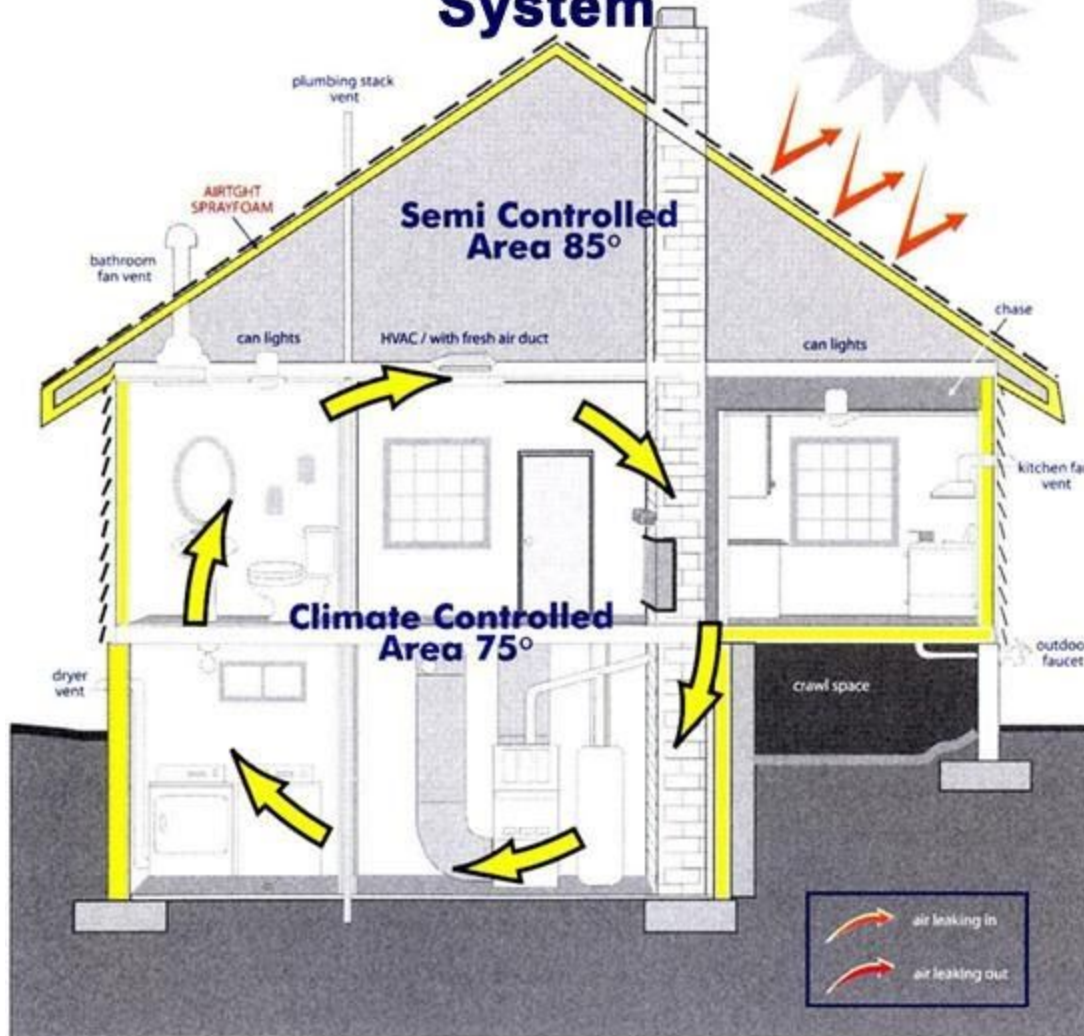 System
plumbing stack
vent
AIRTGHT
SPRAYFOAM
Semi Controlled
Area 85°
bathroom
fan vent
chase
can lights
HVAC / with fresh air duct
can lights
kitchen fa
vent
Climate Controlled
Area 75°
outdoo
faucet
dryer
vent
crawl space
air leaking in
air leaking out